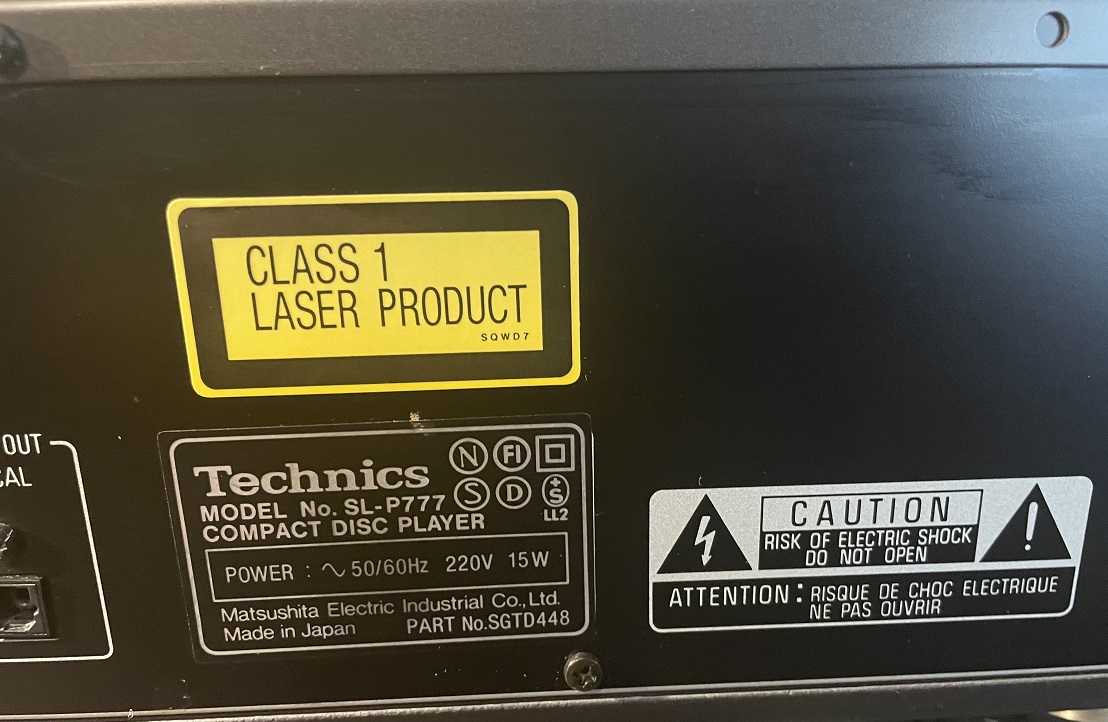 CLASS 1
LASER PRODUCT
SQWD7
OUT
CAL
Technics
N FI
S D S
LL2
MODEL No. SL-P777
COMPACT DISC PLAYER
POWER : ∿ 50/60Hz 220V 15W
Matsushita Electric Industrial Co., Ltd.
Made in Japan PART No.SGTD448
CAUTION
RISK OF ELECTRIC SHOCK
DO NOT OPEN
ATTENTION : RISQUE DE CHOC ELECTRIQUE
NE PAS OUVRIR